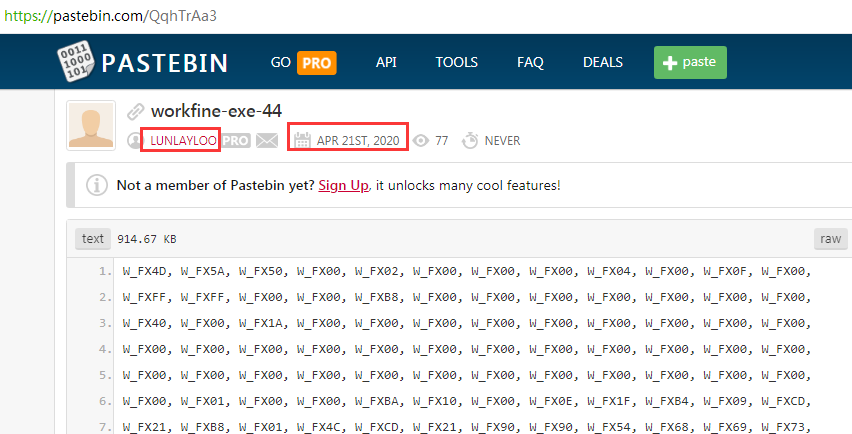 https://pastebin.com/QqhTrAa3
0011 1000 101 PASTEBIN GO PRO API TOOLS FAQ DEALS + paste
workfine-exe-44
LUNLAYLOO PRO APR 21ST, 2020 77 NEVER
Not a member of Pastebin yet? Sign Up, it unlocks many cool features!
text 914.67 KB raw
1. W_FX4D, W_FX5A, W_FX50, W_FX00, W_FX02, W_FX00, W_FX00, W_FX00, W_FX04, W_FX00, W_FX0F, W_FX00,
2. W_FXFF, W_FXFF, W_FX00, W_FX00, W_FXB8, W_FX00, W_FX00, W_FX00, W_FX00, W_FX00, W_FX00, W_FX00,
3. W_FX40, W_FX00, W_FX1A, W_FX00, W_FX00, W_FX00, W_FX00, W_FX00, W_FX00, W_FX00, W_FX00, W_FX00,
4. W_FX00, W_FX00, W_FX00, W_FX00, W_FX00, W_FX00, W_FX00, W_FX00, W_FX00, W_FX00, W_FX00, W_FX00,
5. W_FX00, W_FX00, W_FX00, W_FX00, W_FX00, W_FX00, W_FX00, W_FX00, W_FX00, W_FX00, W_FX00, W_FX00,
6. W_FX00, W_FX01, W_FX00, W_FX00, W_FXBA, W_FX10, W_FX00, W_FX0E, W_FX1F, W_FXB4, W_FX09, W_FXCD,
7. W_FX21, W_FXB8, W_FX01, W_FX4C, W_FXCD, W_FX21, W_FX90, W_FX90, W_FX54, W_FX68, W_FX69, W_FX73,